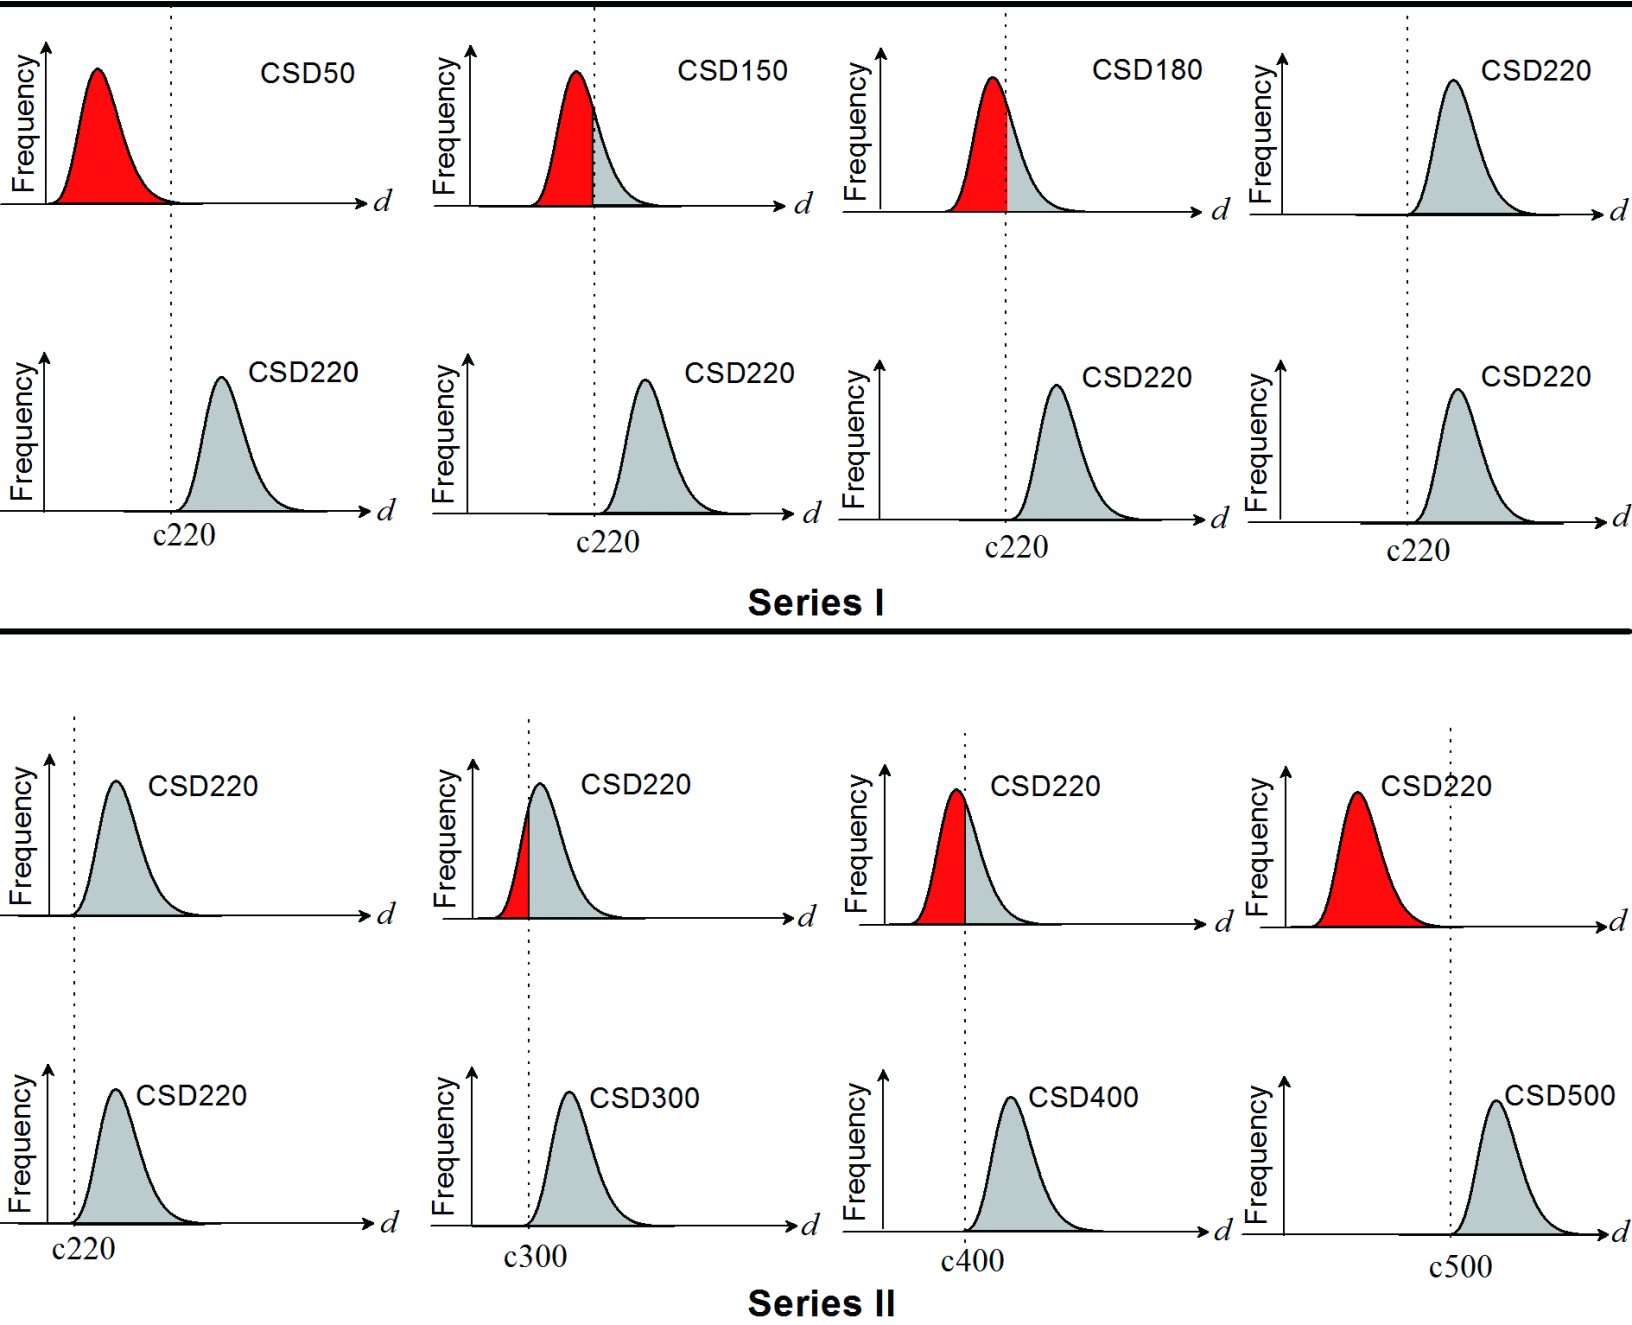 Frequency CSD50 d
Frequency CSD150 d
Frequency CSD180 d
Frequency CSD220 d
Frequency CSD220 d
c220
Frequency CSD220 d
c220
Frequency CSD220 d
c220
Frequency CSD220 d
c220
Series I
Frequency CSD220 d
Frequency CSD220 d
Frequency CSD220 d
Frequency CSD220 d
Frequency CSD220 d
c220
Frequency CSD300 d
c300
Frequency CSD400 d
c400
Frequency CSD500 d
c500
Series II